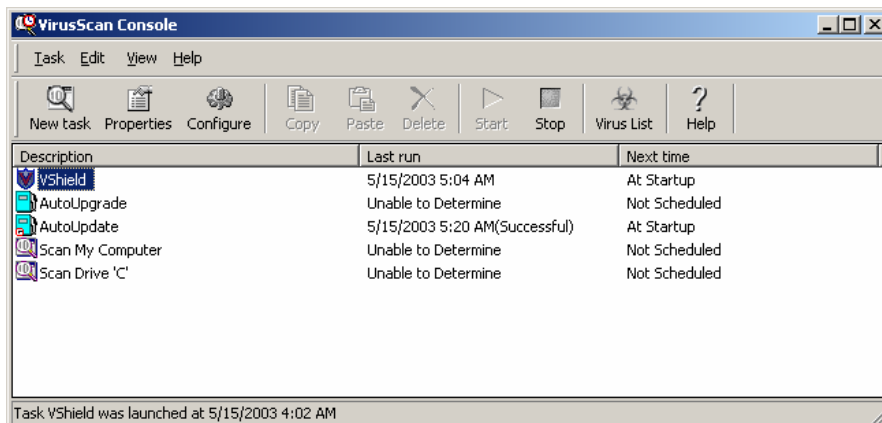 VirusScan Console
Task Edit View Help
New task Properties Configure Copy Paste Delete Start Stop Virus List Help
Description Last run Next time
VShield 5/15/2003 5:04 AM At Startup
AutoUpgrade Unable to Determine Not Scheduled
AutoUpdate 5/15/2003 5:20 AM(Successful) At Startup
Scan My Computer Unable to Determine Not Scheduled
Scan Drive 'C' Unable to Determine Not Scheduled
Task VShield was launched at 5/15/2003 4:02 AM